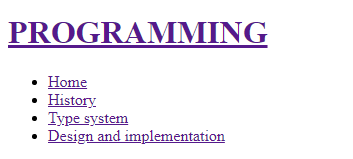 PROGRAMMING
Home
History
Type system
Design and implementation